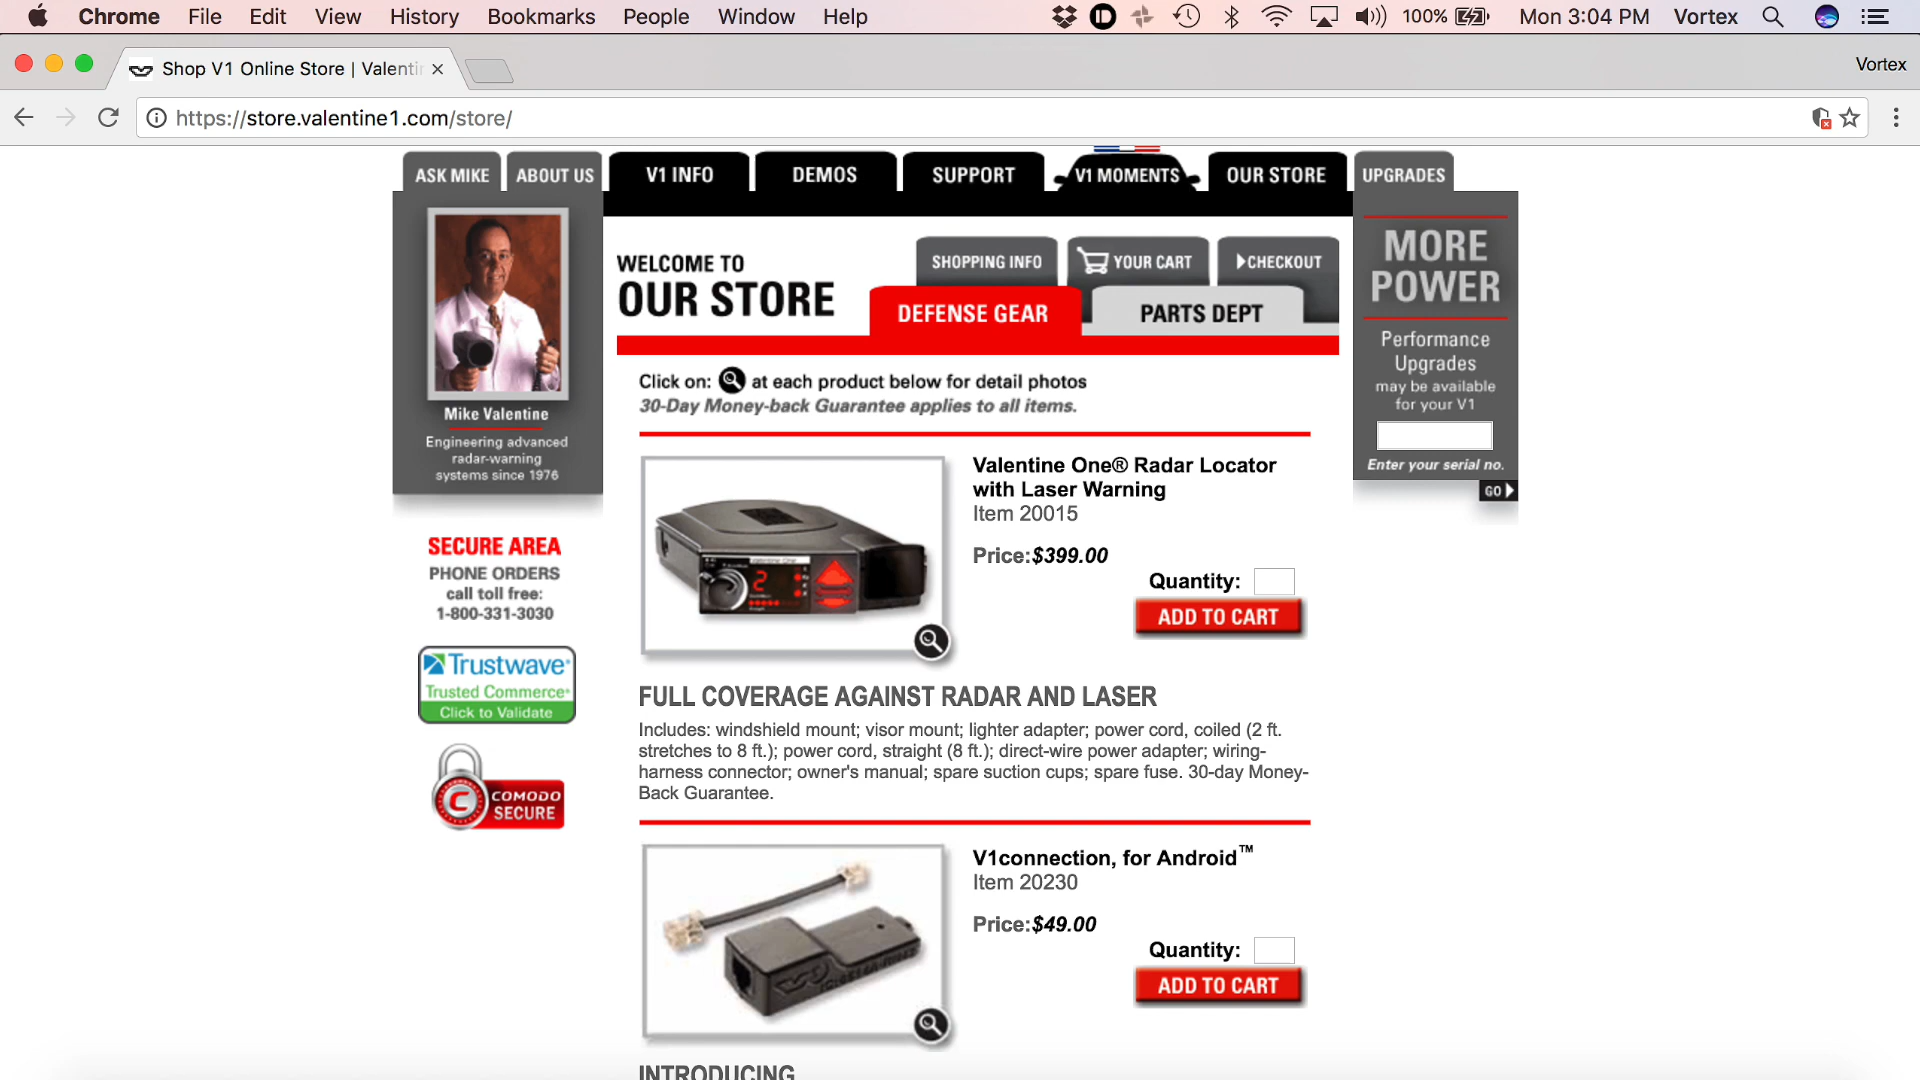 Chrome File Edit View History Bookmarks People Window Help 100% Mon 3:04 PM Vortex
Shop V1 Online Store | Valenti Vortex
https://store.valentine1.com/store/
ASK MIKE ABOUT US V1 INFO DEMOS SUPPORT V1 MOMENTS OUR STORE UPGRADES
Mike Valentine
Engineering advanced
radar-warning
systems since 1976
SECURE AREA
PHONE ORDERS
call toll free:
1-800-331-3030
Trustwave
Trusted Commerce
Click to Validate
COMODO
SECURE
WELCOME TO
OUR STORE
SHOPPING INFO YOUR CART CHECKOUT
DEFENSE GEAR PARTS DEPT
Click on: at each product below for detail photos
30-Day Money-back Guarantee applies to all items.
Valentine One
2
Valentine One® Radar Locator
with Laser Warning
Item 20015
Price:$399.00
Quantity:
ADD TO CART
FULL COVERAGE AGAINST RADAR AND LASER
Includes: windshield mount; visor mount; lighter adapter; power cord, coiled (2 ft.
stretches to 8 ft.); power cord, straight (8 ft.); direct-wire power adapter; wiring-
harness connector; owner's manual; spare suction cups; spare fuse. 30-day Money-
Back Guarantee.
V1connection, for Android™
Item 20230
Price:$49.00
Quantity:
ADD TO CART
INTRODUCING
MORE
POWER
Performance
Upgrades
may be available
for your V1
Enter your serial no.
GO